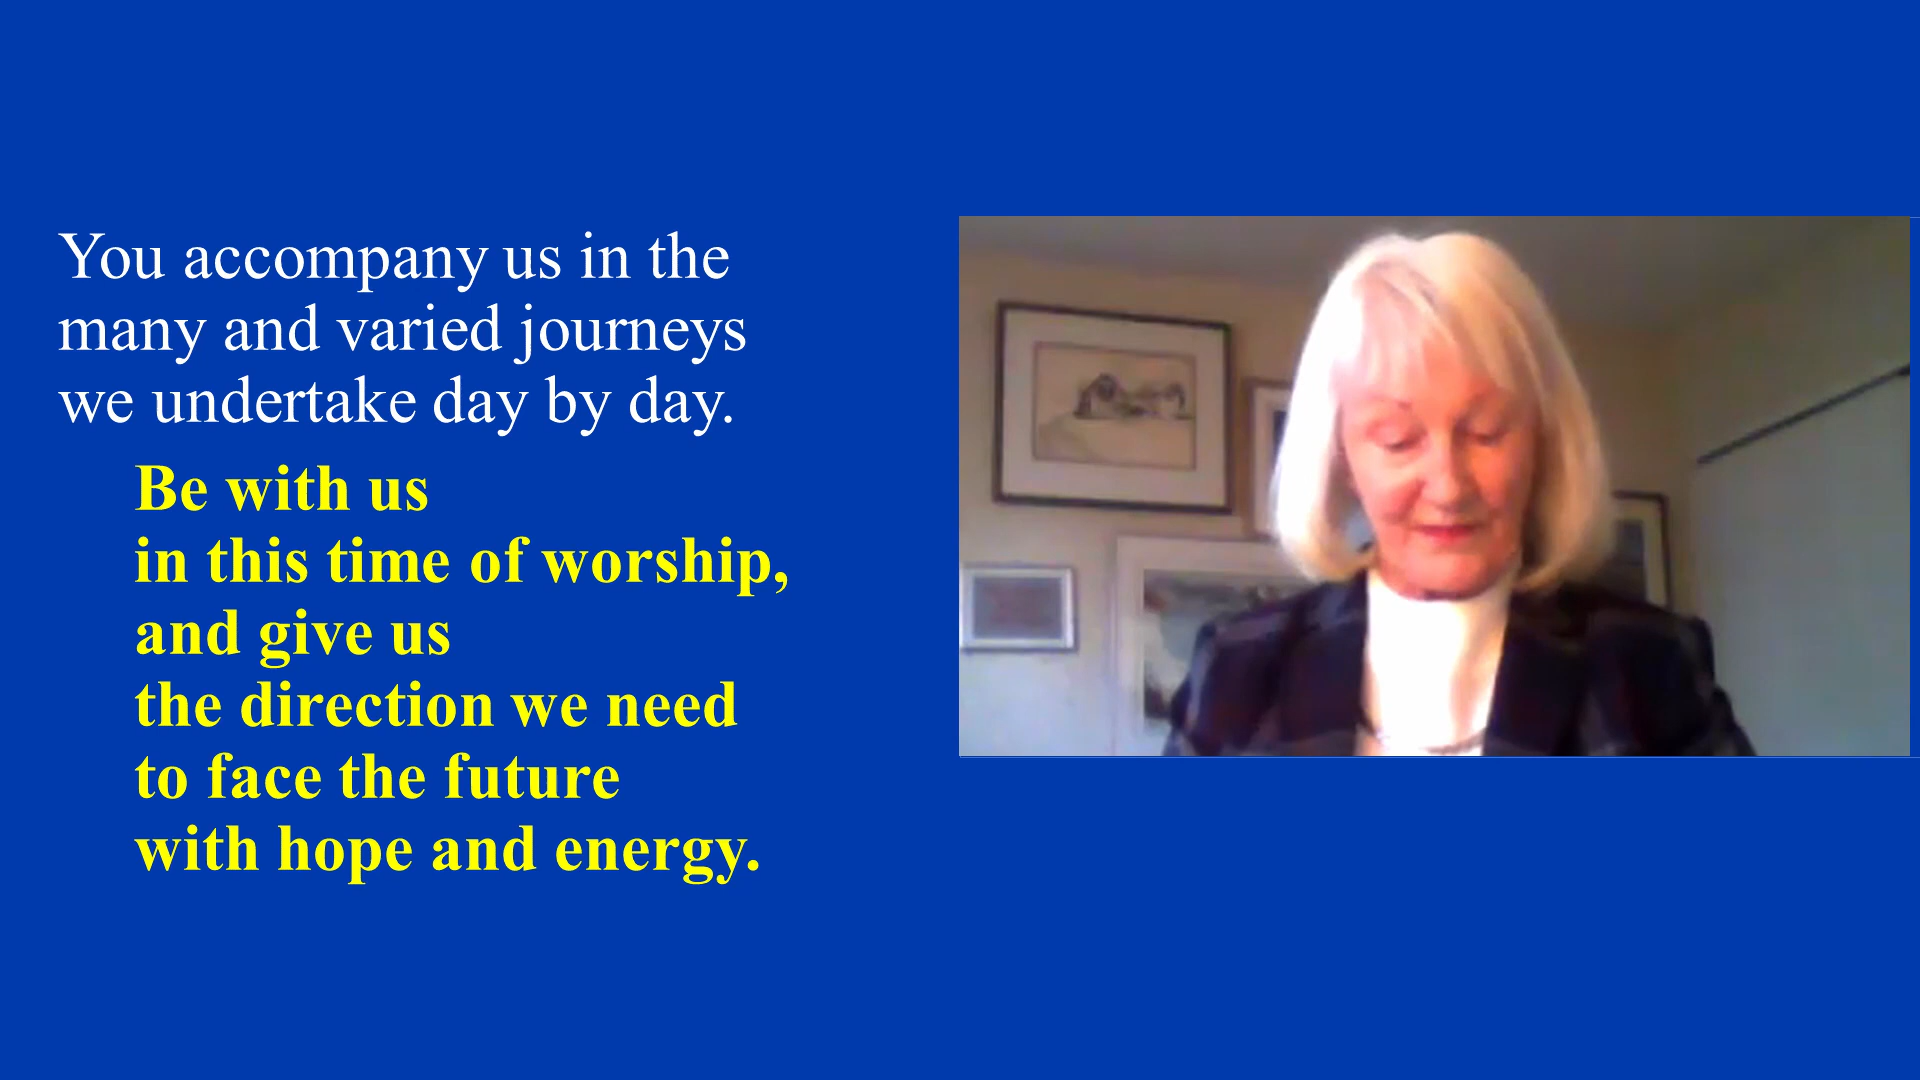 You accompany us in the
many and varied journeys
we undertake day by day.
Be with us
in this time of worship,
and give us
the direction we need
to face the future
with hope and energy.